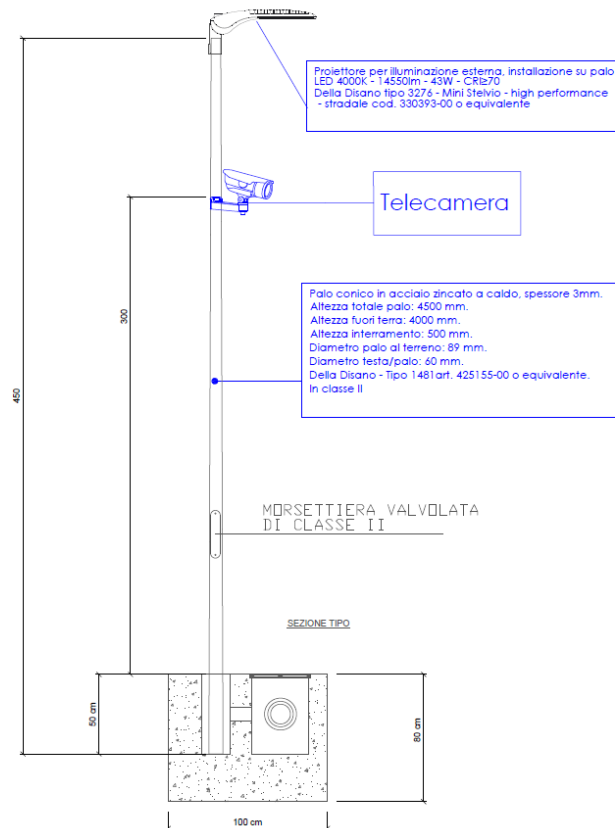 Proiettore per illuminazione esterna, installazione su palo
LED 4000K - 14550lm - 43W - CRI≥70
Della Disano tipo 3276 - Mini Stelvio - high performance
- stradale cod. 330393-00 o equivalente
Telecamera
300
Palo conico in acciaio zincato a caldo, spessore 3mm.
Altezza totale palo: 4500 mm.
Altezza fuori terra: 4000 mm.
Altezza interramento: 500 mm.
Diametro palo al terreno: 89 mm.
Diametro testa/palo: 60 mm.
Della Disano - Tipo 1481art. 425155-00 o equivalente.
In classe II
450
MORSETTIERA VALVOLATA
DI CLASSE II
SEZIONE TIPO
50 cm
80 cm
100 cm